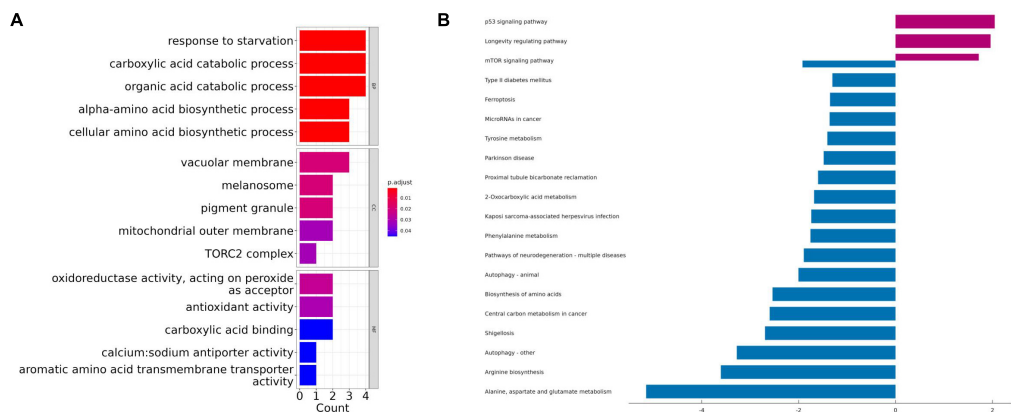 A
response to starvation
carboxylic acid catabolic process
organic acid catabolic process
alpha-amino acid biosynthetic process
cellular amino acid biosynthetic process
BP
vacuolar membrane
melanosome
pigment granule
mitochondrial outer membrane
TORC2 complex
CC
oxidoreductase activity, acting on peroxide
as acceptor
antioxidant activity
carboxylic acid binding
calcium:sodium antiporter activity
aromatic amino acid transmembrane transporter
activity
MF
0 1 2 3 4
Count
p.adjust
0.01
0.02
0.03
0.04
B
p53 signaling pathway
Longevity regulating pathway
mTOR signaling pathway
Type II diabetes mellitus
Ferroptosis
MicroRNAs in cancer
Tyrosine metabolism
Parkinson disease
Proximal tubule bicarbonate reclamation
2-Oxocarboxylic acid metabolism
Kaposi sarcoma-associated herpesvirus infection
Phenylalanine metabolism
Pathways of neurodegeneration - multiple diseases
Autophagy - animal
Biosynthesis of amino acids
Central carbon metabolism in cancer
Shigellosis
Autophagy - other
Arginine biosynthesis
Alanine, aspartate and glutamate metabolism
-4 -2 0 2